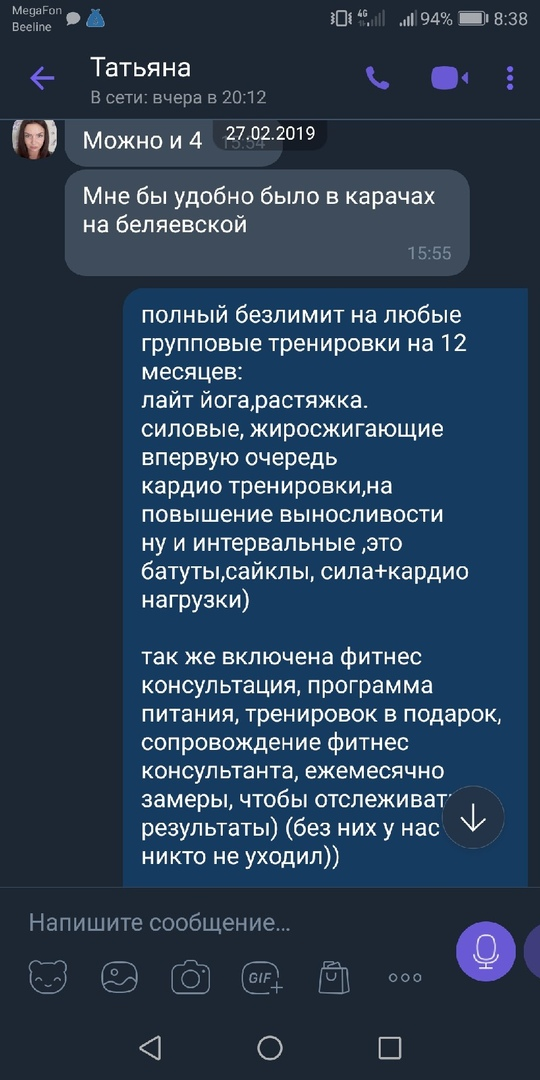 MegaFon
Beeline
4G
94%
8:38
Татьяна
В сети: вчера в 20:12
27.02.2019
Можно и 4
15:54
Мне бы удобно было в карачах
на беляевской
15:55
полный безлимит на любые
групповые тренировки на 12
месяцев:
лайт йога,растяжка.
силовые, жиросжигающие
впервую очередь
кардио тренировки,на
повышение выносливости
ну и интервальные ,это
батуты,сайклы, сила+кардио
нагрузки)
так же включена фитнес
консультация, программа
питания, тренировок в подарок,
сопровождение фитнес
консультанта, ежемесячно
замеры, чтобы отслеживат
результаты) (без них у нас
никто не уходил))
Напишите сообщение...
GIF